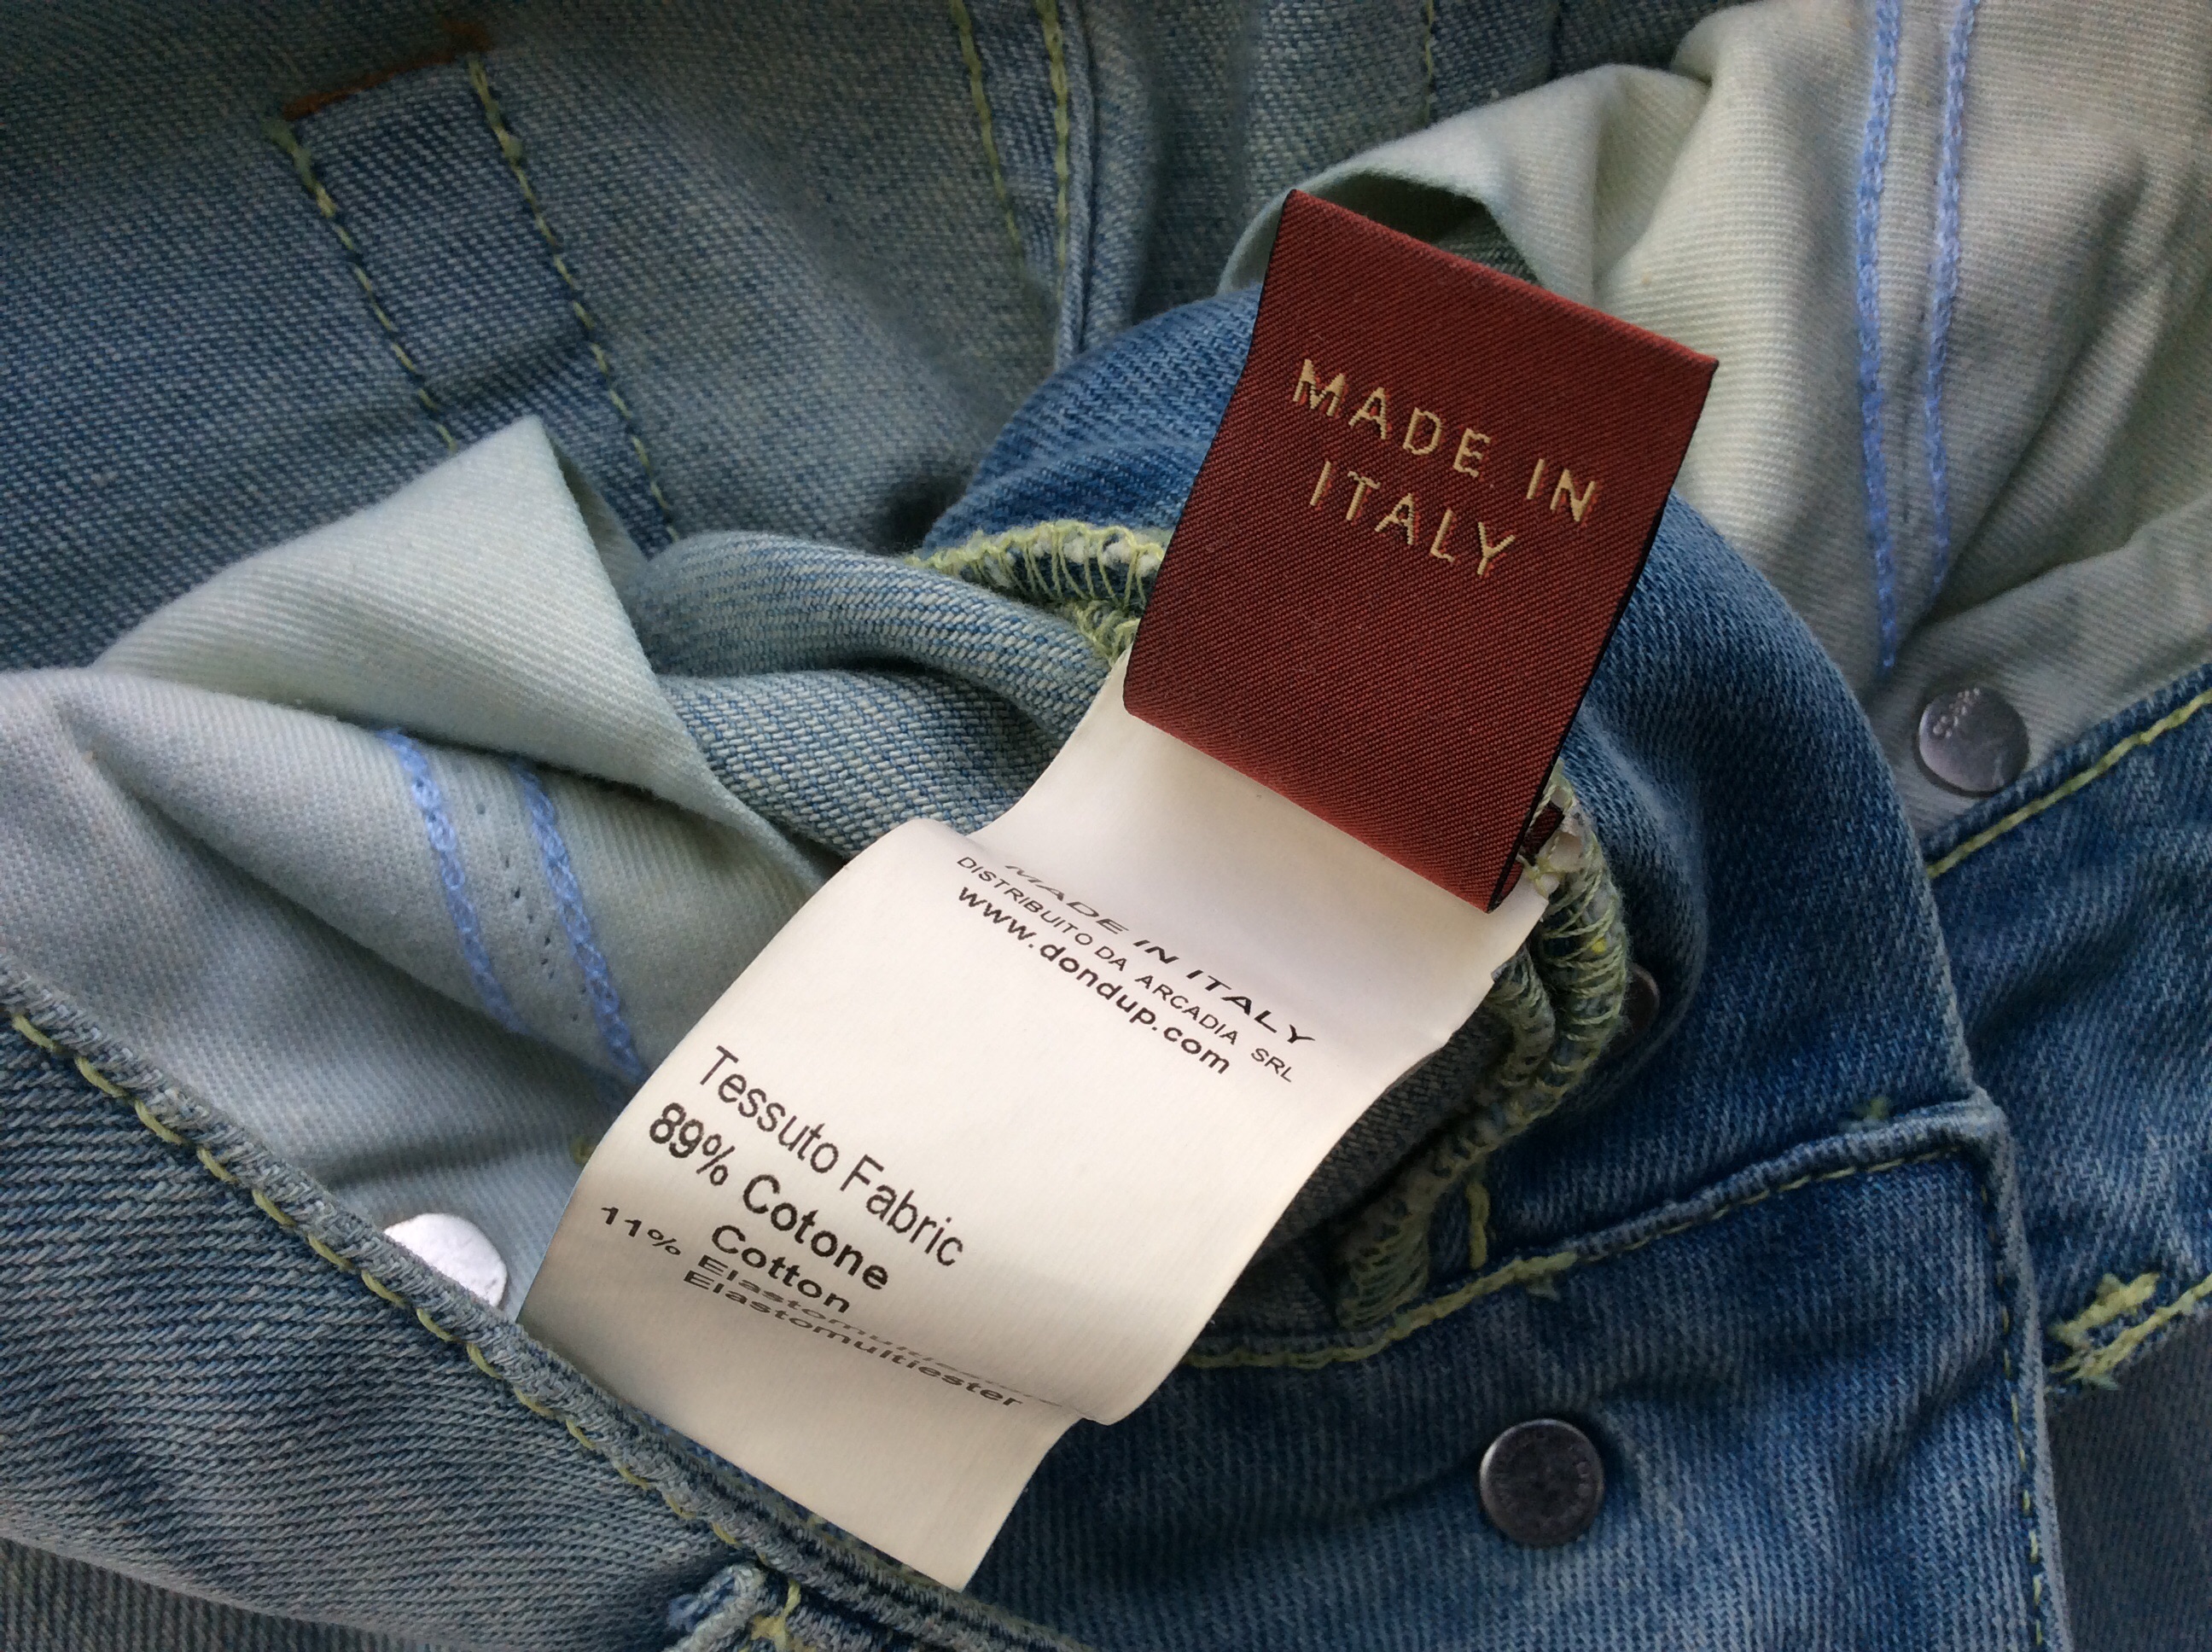 MADE IN
ITALY
MADE IN ITALY
DISTRIBUITO DA ARCADIA SRL
www.dondup.com
Tessuto Fabric
89% Cotone
Cotton
11% Elastomultiestere
Elastomultiester